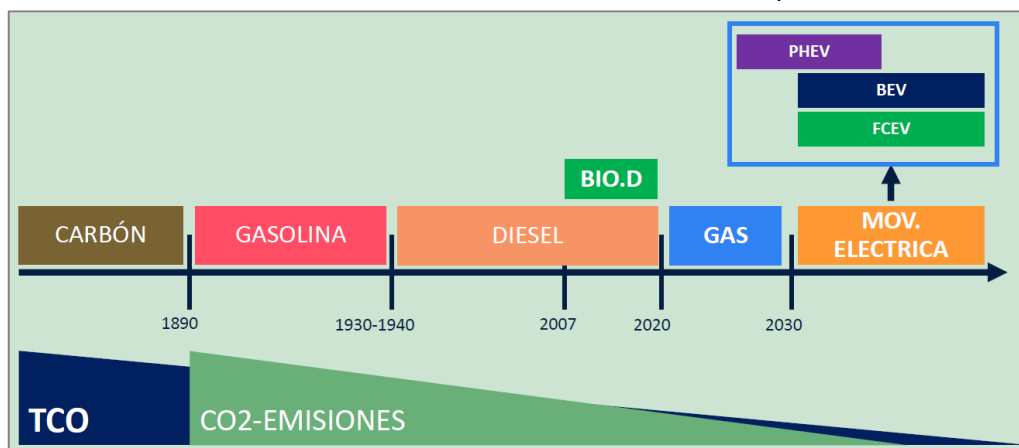 PHEV
BEV
FCEV
BIO.D
CARBÓN
GASOLINA
DIESEL
GAS
MOV.
ELECTRICA
1890
1930-1940
2007
2020
2030
TCO
CO2-EMISIONES